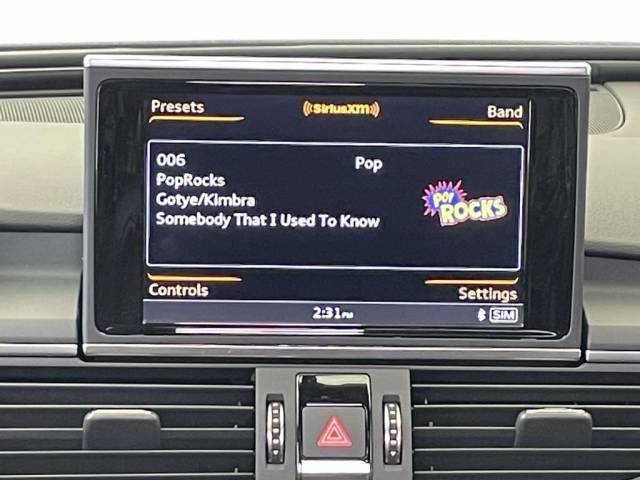 Presets
SiriusXM
Band
006 Pop
PopRocks
Gotye/Kimbra
Somebody That I Used To Know
POP ROCKS
Controls
Settings
2:31PM
SIM